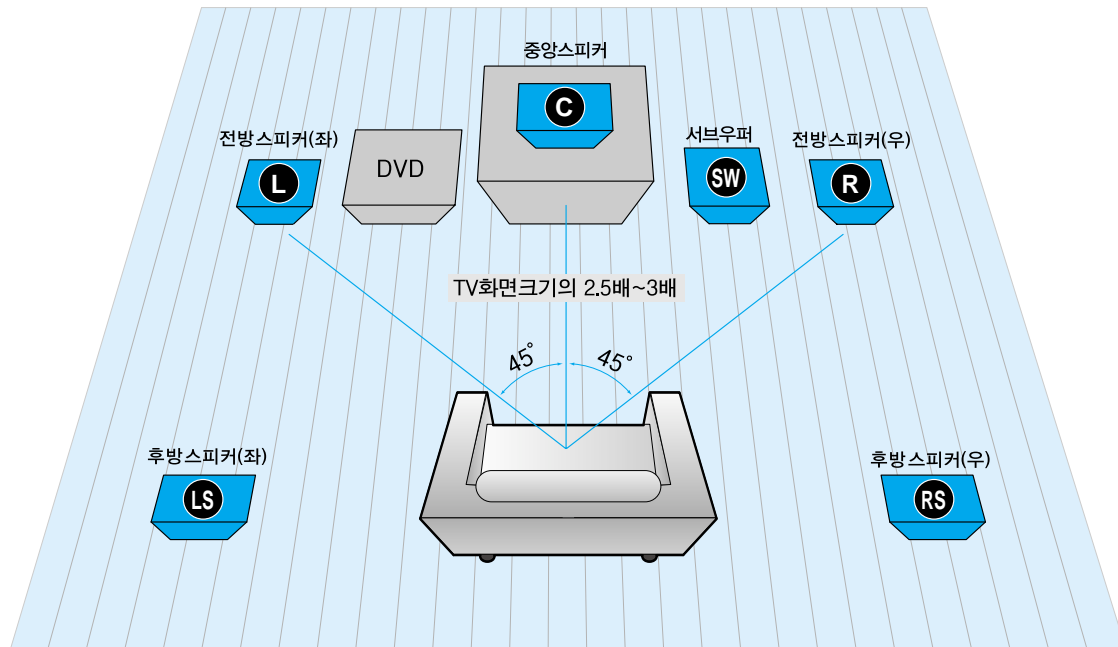 중앙스피커
C
전방스피커(좌)
L
DVD
서브우퍼
SW
전방스피커(우)
R
TV화면크기의 2.5배~3배
45°
45°
후방스피커(좌)
LS
후방스피커(우)
RS